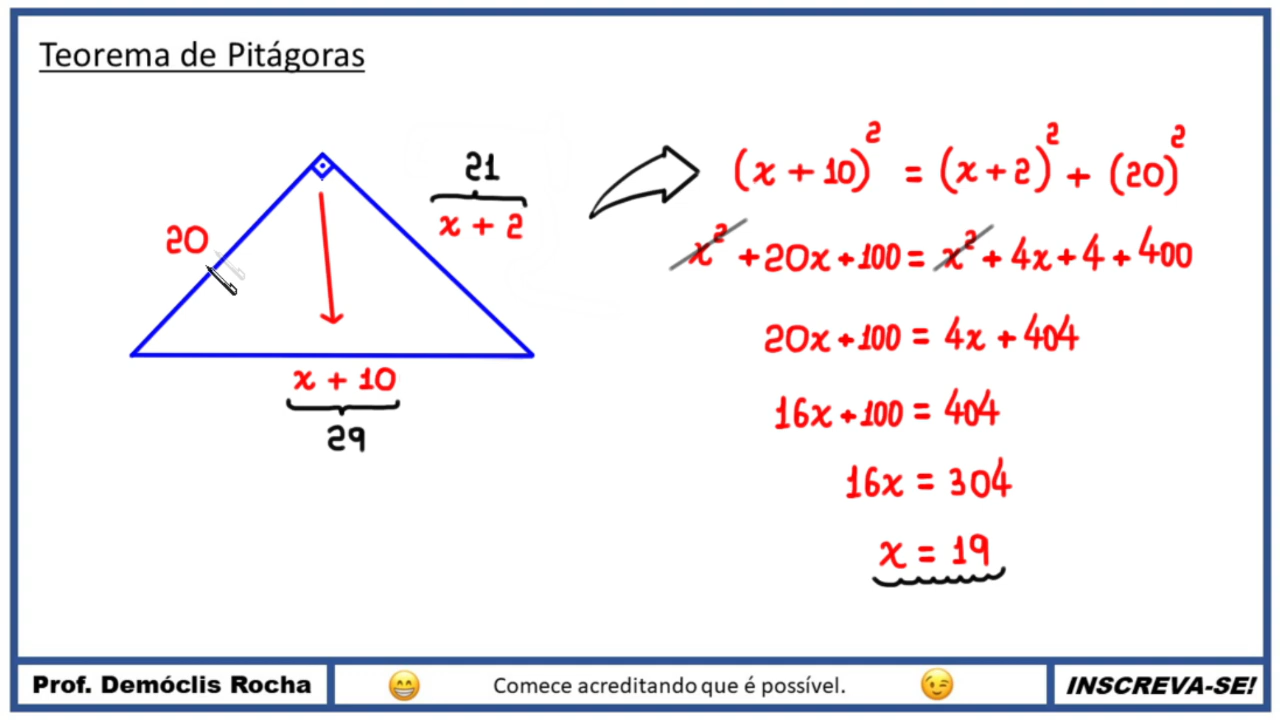 Teorema de Pitágoras
20
21
x + 2
x + 10
29
(x + 10)² = (x + 2)² + (20)²
x² + 20x + 100 = x² + 4x + 4 + 400
20x + 100 = 4x + 404
16x + 100 = 404
16x = 304
x = 19
Prof. Demóclis Rocha
Comece acreditando que é possível.
INSCREVA-SE!